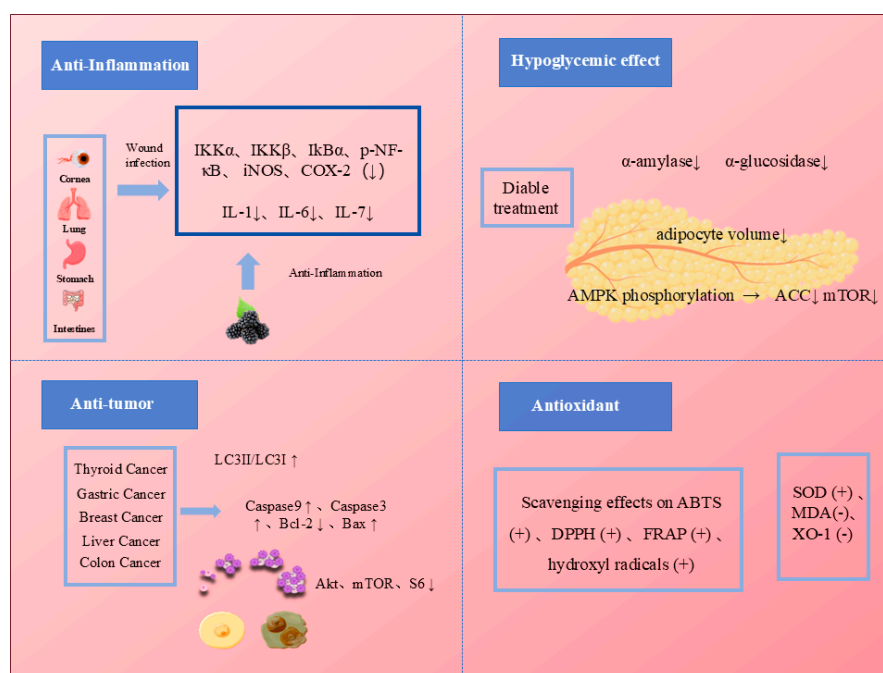 Anti-Inflammation
Cornea
Lung
Stomach
Intestines
Wound
infection
IKKα、IKKβ、IkBα、p-NF-
κB、iNOS、COX-2 (↓)
IL-1↓、IL-6↓、IL-7↓
Anti-Inflammation
Hypoglycemic effect
Diable
treatment
α-amylase↓ α-glucosidase↓
adipocyte volume↓
AMPK phosphorylation → ACC↓ mTOR↓
Anti-tumor
Thyroid Cancer
Gastric Cancer
Breast Cancer
Liver Cancer
Colon Cancer
LC3II/LC3I ↑
Caspase9 ↑、Caspase3
↑、Bcl-2 ↓、Bax ↑
Akt、mTOR、S6 ↓
Antioxidant
Scavenging effects on ABTS
(+)、DPPH (+)、FRAP (+)、
hydroxyl radicals (+)
SOD (+)、
MDA(-)、
XO-1 (-)